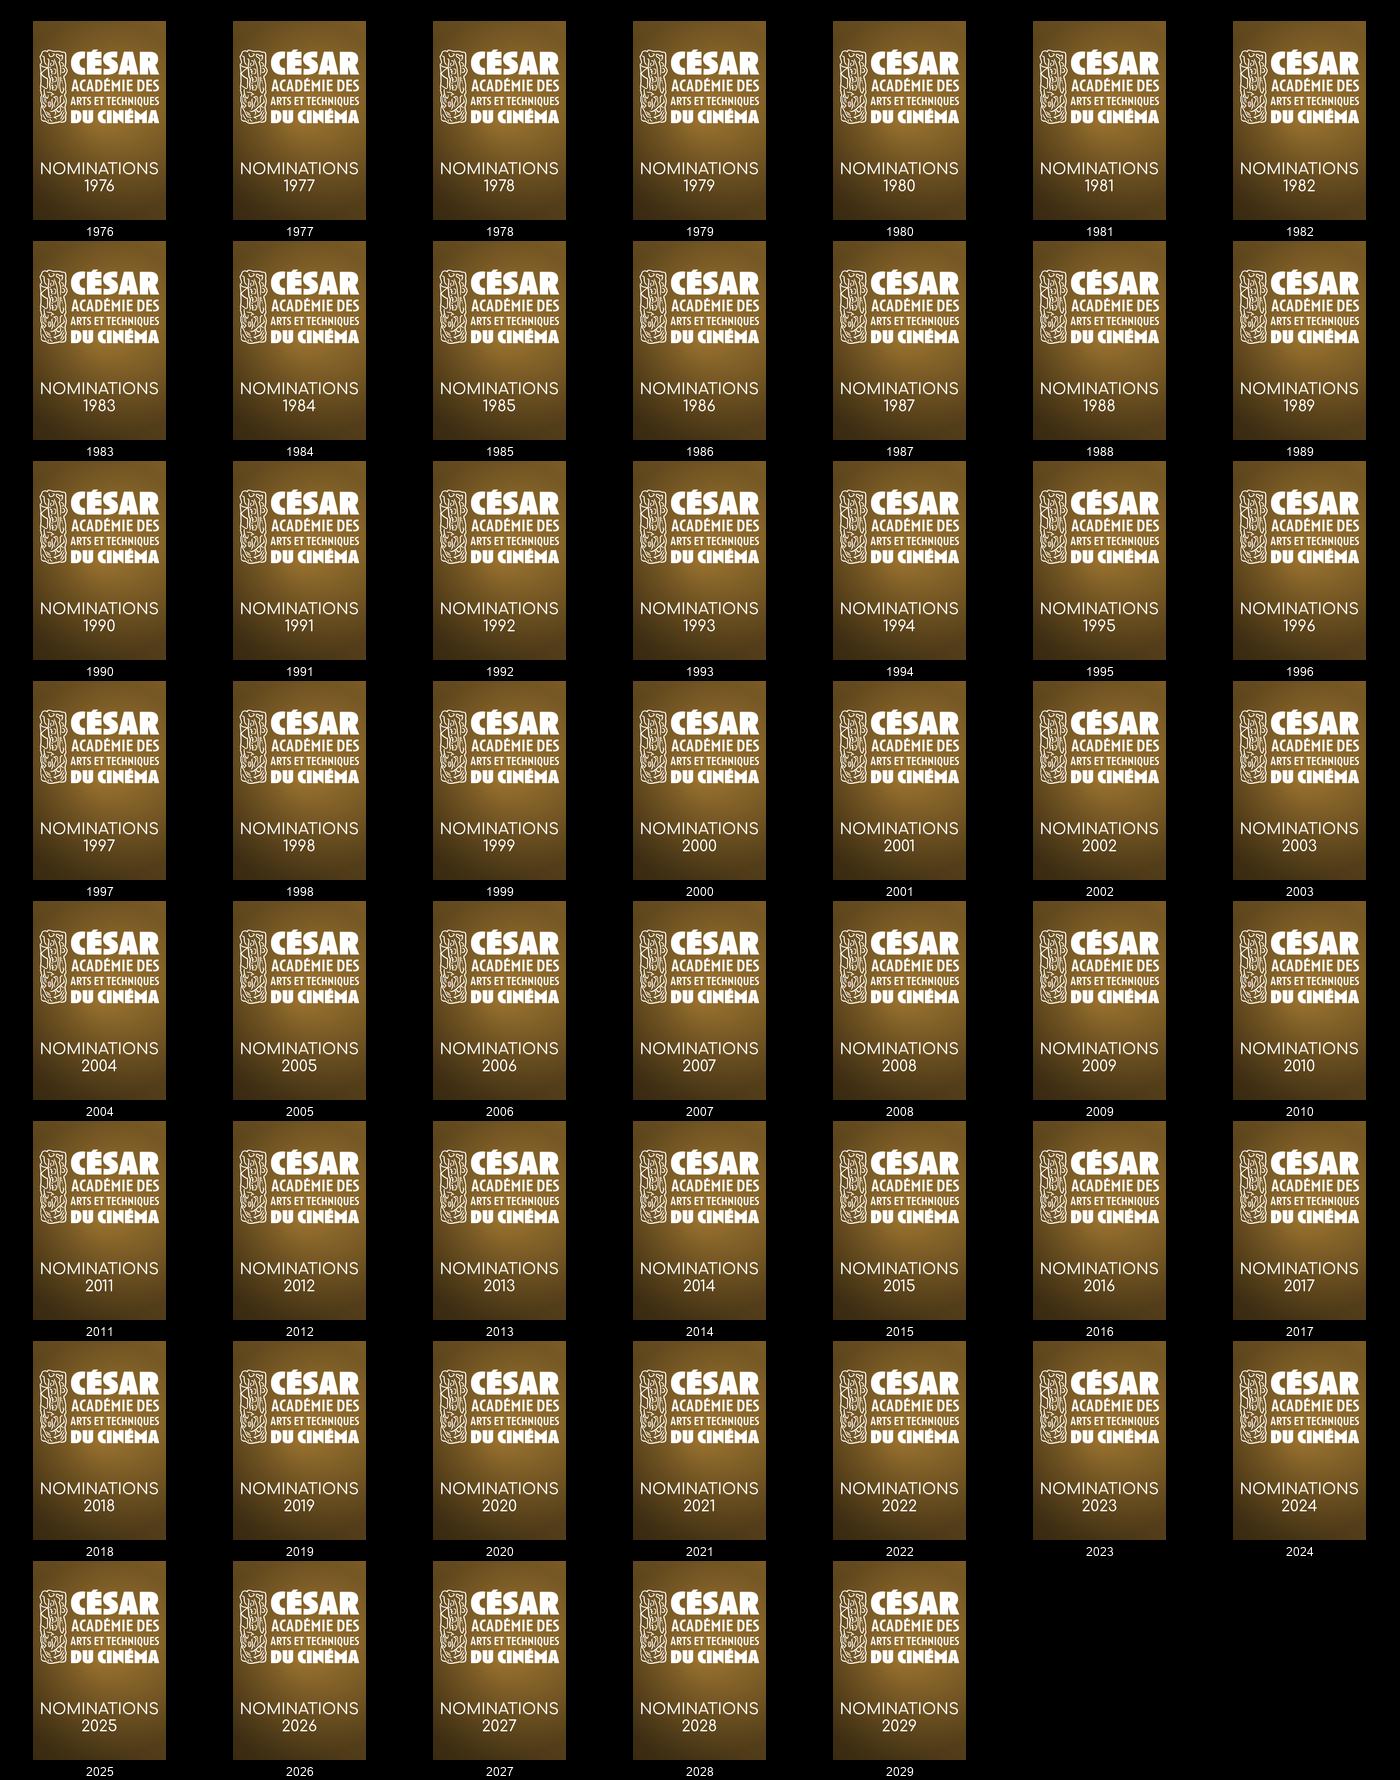 CÉSAR
ACADÉMIE DES
ARTS ET TECHNIQUES
DU CINÉMA
NOMINATIONS
1976
1976
CÉSAR
ACADÉMIE DES
ARTS ET TECHNIQUES
DU CINÉMA
NOMINATIONS
1977
1977
CÉSAR
ACADÉMIE DES
ARTS ET TECHNIQUES
DU CINÉMA
NOMINATIONS
1978
1978
CÉSAR
ACADÉMIE DES
ARTS ET TECHNIQUES
DU CINÉMA
NOMINATIONS
1979
1979
CÉSAR
ACADÉMIE DES
ARTS ET TECHNIQUES
DU CINÉMA
NOMINATIONS
1980
1980
CÉSAR
ACADÉMIE DES
ARTS ET TECHNIQUES
DU CINÉMA
NOMINATIONS
1981
1981
CÉSAR
ACADÉMIE DES
ARTS ET TECHNIQUES
DU CINÉMA
NOMINATIONS
1982
1982
CÉSAR
ACADÉMIE DES
ARTS ET TECHNIQUES
DU CINÉMA
NOMINATIONS
1983
1983
CÉSAR
ACADÉMIE DES
ARTS ET TECHNIQUES
DU CINÉMA
NOMINATIONS
1984
1984
CÉSAR
ACADÉMIE DES
ARTS ET TECHNIQUES
DU CINÉMA
NOMINATIONS
1985
1985
CÉSAR
ACADÉMIE DES
ARTS ET TECHNIQUES
DU CINÉMA
NOMINATIONS
1986
1986
CÉSAR
ACADÉMIE DES
ARTS ET TECHNIQUES
DU CINÉMA
NOMINATIONS
1987
1987
CÉSAR
ACADÉMIE DES
ARTS ET TECHNIQUES
DU CINÉMA
NOMINATIONS
1988
1988
CÉSAR
ACADÉMIE DES
ARTS ET TECHNIQUES
DU CINÉMA
NOMINATIONS
1989
1989
CÉSAR
ACADÉMIE DES
ARTS ET TECHNIQUES
DU CINÉMA
NOMINATIONS
1990
1990
CÉSAR
ACADÉMIE DES
ARTS ET TECHNIQUES
DU CINÉMA
NOMINATIONS
1991
1991
CÉSAR
ACADÉMIE DES
ARTS ET TECHNIQUES
DU CINÉMA
NOMINATIONS
1992
1992
CÉSAR
ACADÉMIE DES
ARTS ET TECHNIQUES
DU CINÉMA
NOMINATIONS
1993
1993
CÉSAR
ACADÉMIE DES
ARTS ET TECHNIQUES
DU CINÉMA
NOMINATIONS
1994
1994
CÉSAR
ACADÉMIE DES
ARTS ET TECHNIQUES
DU CINÉMA
NOMINATIONS
1995
1995
CÉSAR
ACADÉMIE DES
ARTS ET TECHNIQUES
DU CINÉMA
NOMINATIONS
1996
1996
CÉSAR
ACADÉMIE DES
ARTS ET TECHNIQUES
DU CINÉMA
NOMINATIONS
1997
1997
CÉSAR
ACADÉMIE DES
ARTS ET TECHNIQUES
DU CINÉMA
NOMINATIONS
1998
1998
CÉSAR
ACADÉMIE DES
ARTS ET TECHNIQUES
DU CINÉMA
NOMINATIONS
1999
1999
CÉSAR
ACADÉMIE DES
ARTS ET TECHNIQUES
DU CINÉMA
NOMINATIONS
2000
2000
CÉSAR
ACADÉMIE DES
ARTS ET TECHNIQUES
DU CINÉMA
NOMINATIONS
2001
2001
CÉSAR
ACADÉMIE DES
ARTS ET TECHNIQUES
DU CINÉMA
NOMINATIONS
2002
2002
CÉSAR
ACADÉMIE DES
ARTS ET TECHNIQUES
DU CINÉMA
NOMINATIONS
2003
2003
CÉSAR
ACADÉMIE DES
ARTS ET TECHNIQUES
DU CINÉMA
NOMINATIONS
2004
2004
CÉSAR
ACADÉMIE DES
ARTS ET TECHNIQUES
DU CINÉMA
NOMINATIONS
2005
2005
CÉSAR
ACADÉMIE DES
ARTS ET TECHNIQUES
DU CINÉMA
NOMINATIONS
2006
2006
CÉSAR
ACADÉMIE DES
ARTS ET TECHNIQUES
DU CINÉMA
NOMINATIONS
2007
2007
CÉSAR
ACADÉMIE DES
ARTS ET TECHNIQUES
DU CINÉMA
NOMINATIONS
2008
2008
CÉSAR
ACADÉMIE DES
ARTS ET TECHNIQUES
DU CINÉMA
NOMINATIONS
2009
2009
CÉSAR
ACADÉMIE DES
ARTS ET TECHNIQUES
DU CINÉMA
NOMINATIONS
2010
2010
CÉSAR
ACADÉMIE DES
ARTS ET TECHNIQUES
DU CINÉMA
NOMINATIONS
2011
2011
CÉSAR
ACADÉMIE DES
ARTS ET TECHNIQUES
DU CINÉMA
NOMINATIONS
2012
2012
CÉSAR
ACADÉMIE DES
ARTS ET TECHNIQUES
DU CINÉMA
NOMINATIONS
2013
2013
CÉSAR
ACADÉMIE DES
ARTS ET TECHNIQUES
DU CINÉMA
NOMINATIONS
2014
2014
CÉSAR
ACADÉMIE DES
ARTS ET TECHNIQUES
DU CINÉMA
NOMINATIONS
2015
2015
CÉSAR
ACADÉMIE DES
ARTS ET TECHNIQUES
DU CINÉMA
NOMINATIONS
2016
2016
CÉSAR
ACADÉMIE DES
ARTS ET TECHNIQUES
DU CINÉMA
NOMINATIONS
2017
2017
CÉSAR
ACADÉMIE DES
ARTS ET TECHNIQUES
DU CINÉMA
NOMINATIONS
2018
2018
CÉSAR
ACADÉMIE DES
ARTS ET TECHNIQUES
DU CINÉMA
NOMINATIONS
2019
2019
CÉSAR
ACADÉMIE DES
ARTS ET TECHNIQUES
DU CINÉMA
NOMINATIONS
2020
2020
CÉSAR
ACADÉMIE DES
ARTS ET TECHNIQUES
DU CINÉMA
NOMINATIONS
2021
2021
CÉSAR
ACADÉMIE DES
ARTS ET TECHNIQUES
DU CINÉMA
NOMINATIONS
2022
2022
CÉSAR
ACADÉMIE DES
ARTS ET TECHNIQUES
DU CINÉMA
NOMINATIONS
2023
2023
CÉSAR
ACADÉMIE DES
ARTS ET TECHNIQUES
DU CINÉMA
NOMINATIONS
2024
2024
CÉSAR
ACADÉMIE DES
ARTS ET TECHNIQUES
DU CINÉMA
NOMINATIONS
2025
2025
CÉSAR
ACADÉMIE DES
ARTS ET TECHNIQUES
DU CINÉMA
NOMINATIONS
2026
2026
CÉSAR
ACADÉMIE DES
ARTS ET TECHNIQUES
DU CINÉMA
NOMINATIONS
2027
2027
CÉSAR
ACADÉMIE DES
ARTS ET TECHNIQUES
DU CINÉMA
NOMINATIONS
2028
2028
CÉSAR
ACADÉMIE DES
ARTS ET TECHNIQUES
DU CINÉMA
NOMINATIONS
2029
2029